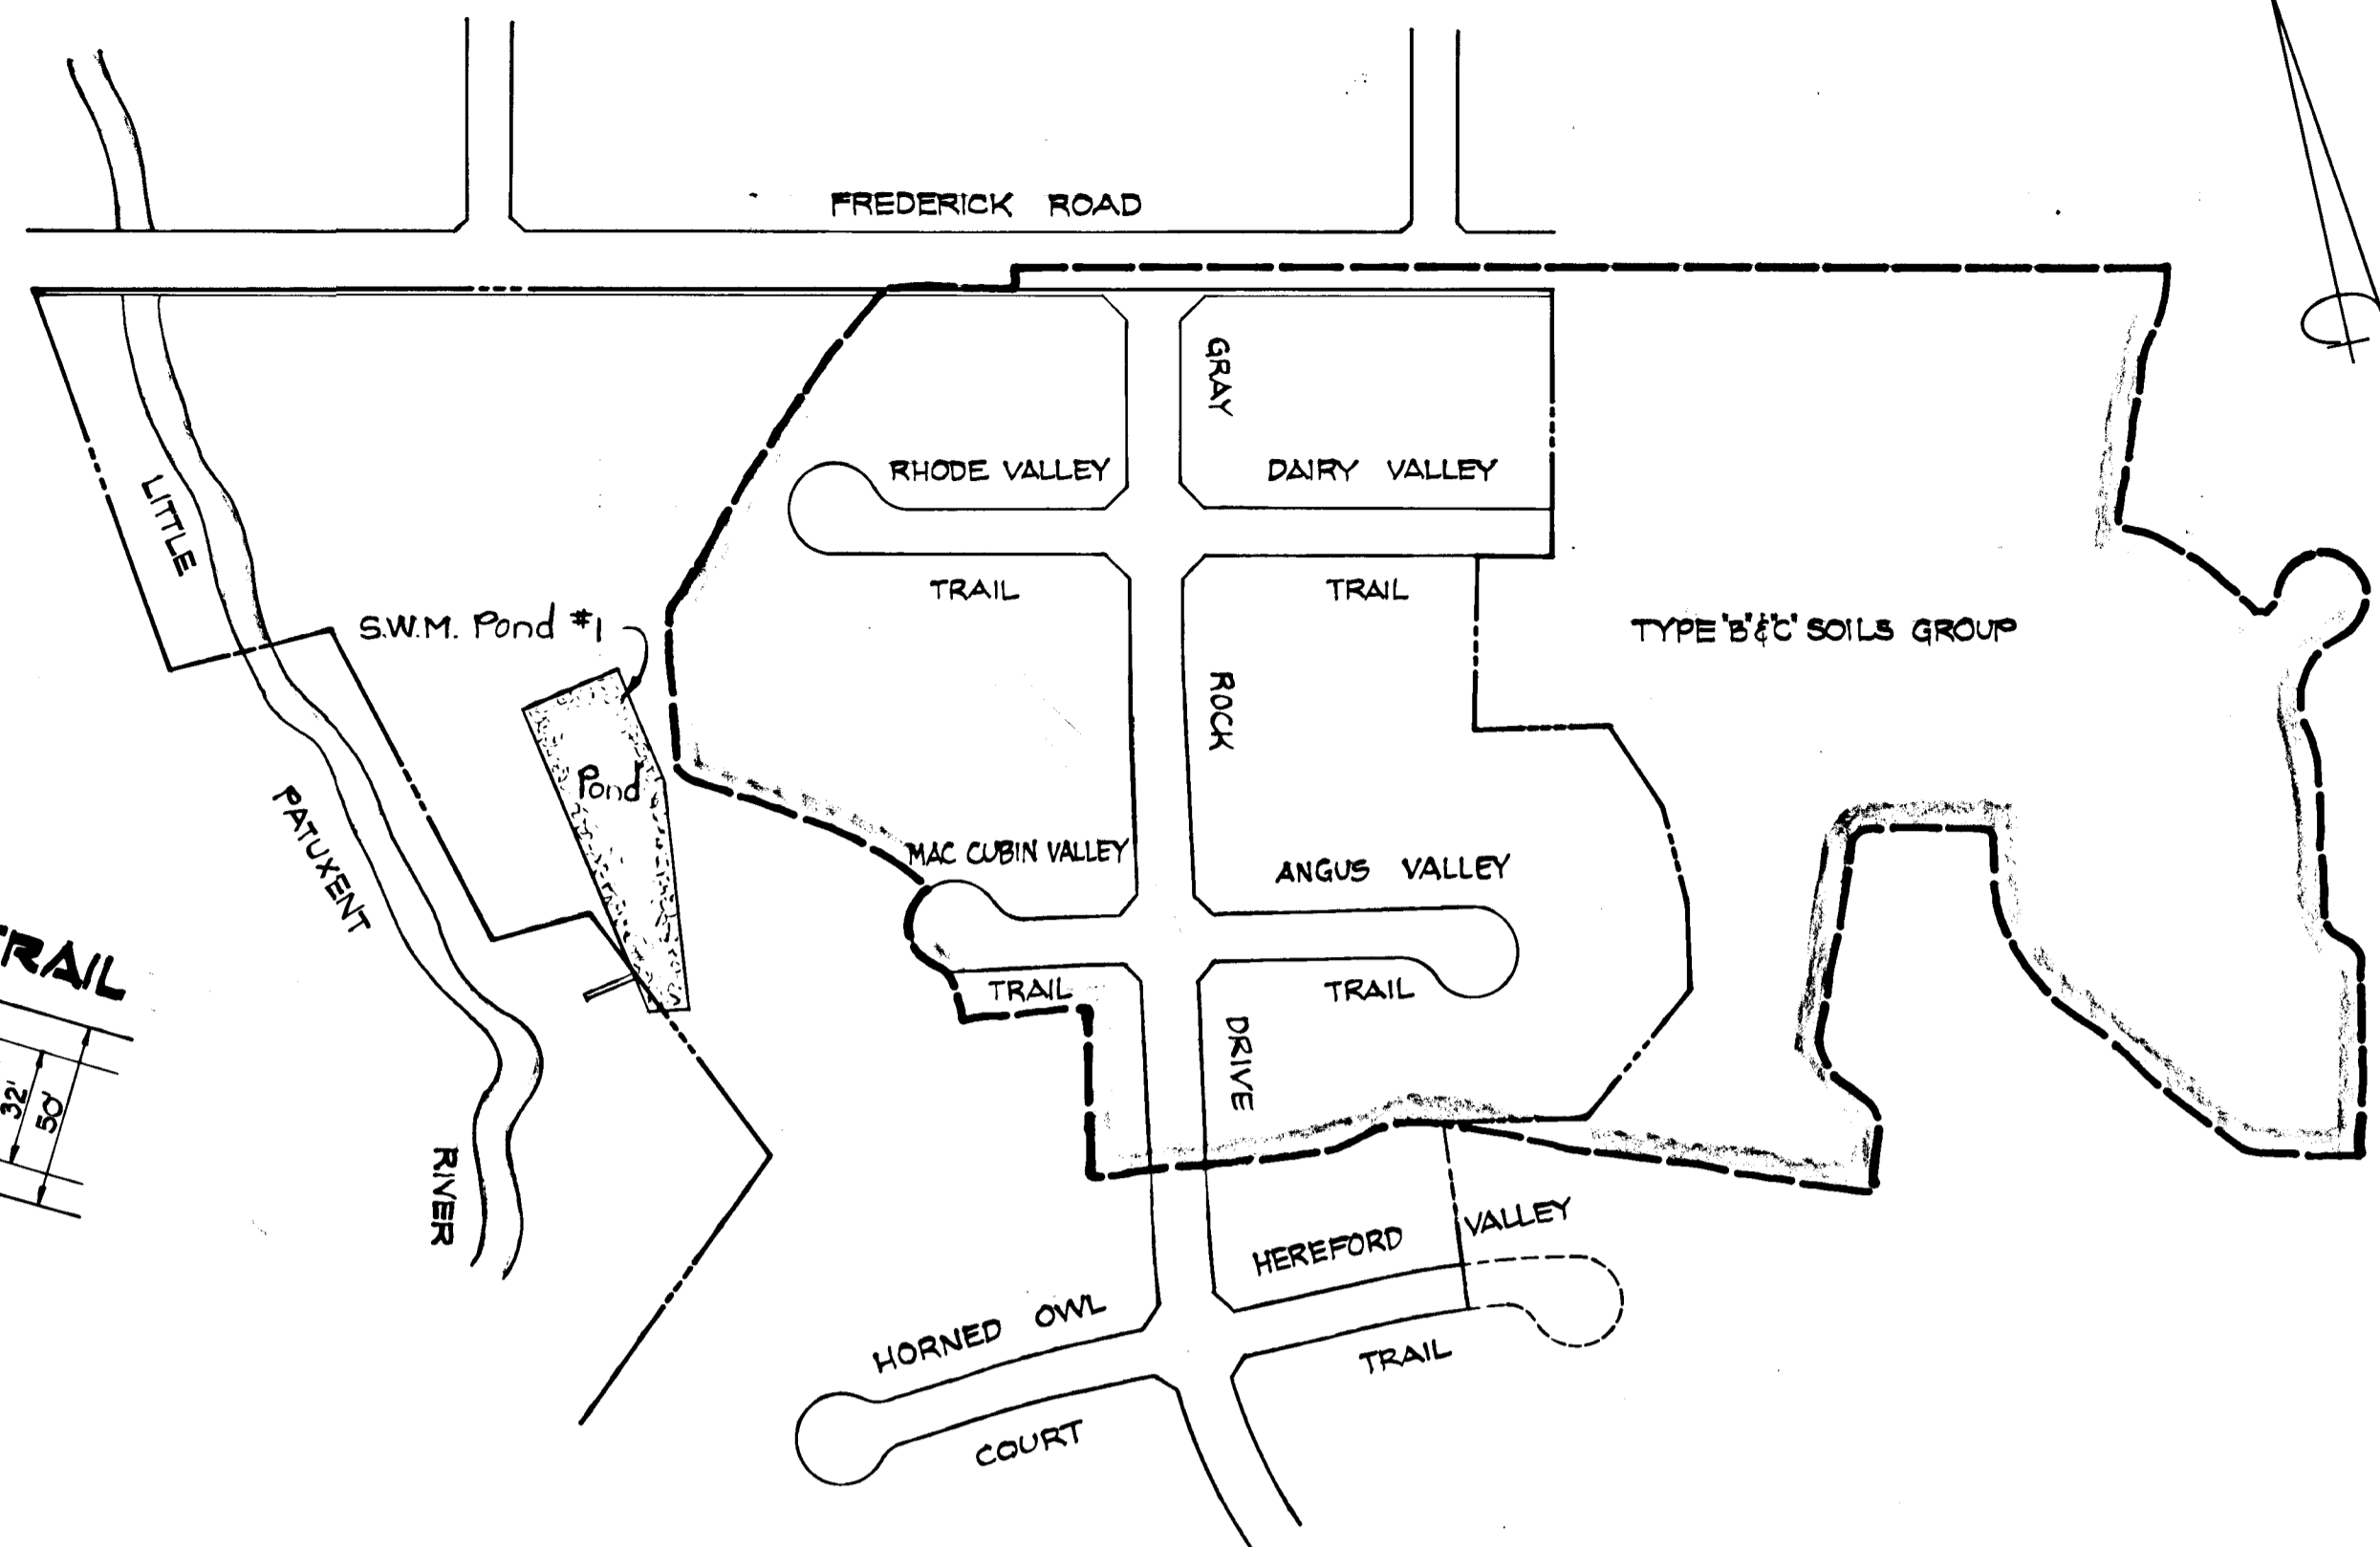 FREDERICK ROAD
GRAY
RHODE VALLEY
DAIRY VALLEY
LITTLE
TRAIL
TRAIL
S.W.M. Pond #1
TYPE "B" & "C" SOILS GROUP
ROCK
Pond
PATUXENT
MAC CUBIN VALLEY
ANGUS VALLEY
TRAIL
TRAIL
TRAIL
DRIVE
32'
50'
RIVER
HEREFORD VALLEY
HORNED OWL
TRAIL
COURT